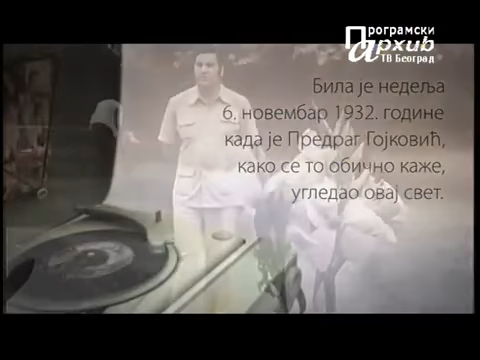 Програмски
Архив
ТВ Београд
Била је недеља
6. новембар 1932. године
када је Предраг Гојковић,
како се то обично каже,
угледао овај свет.